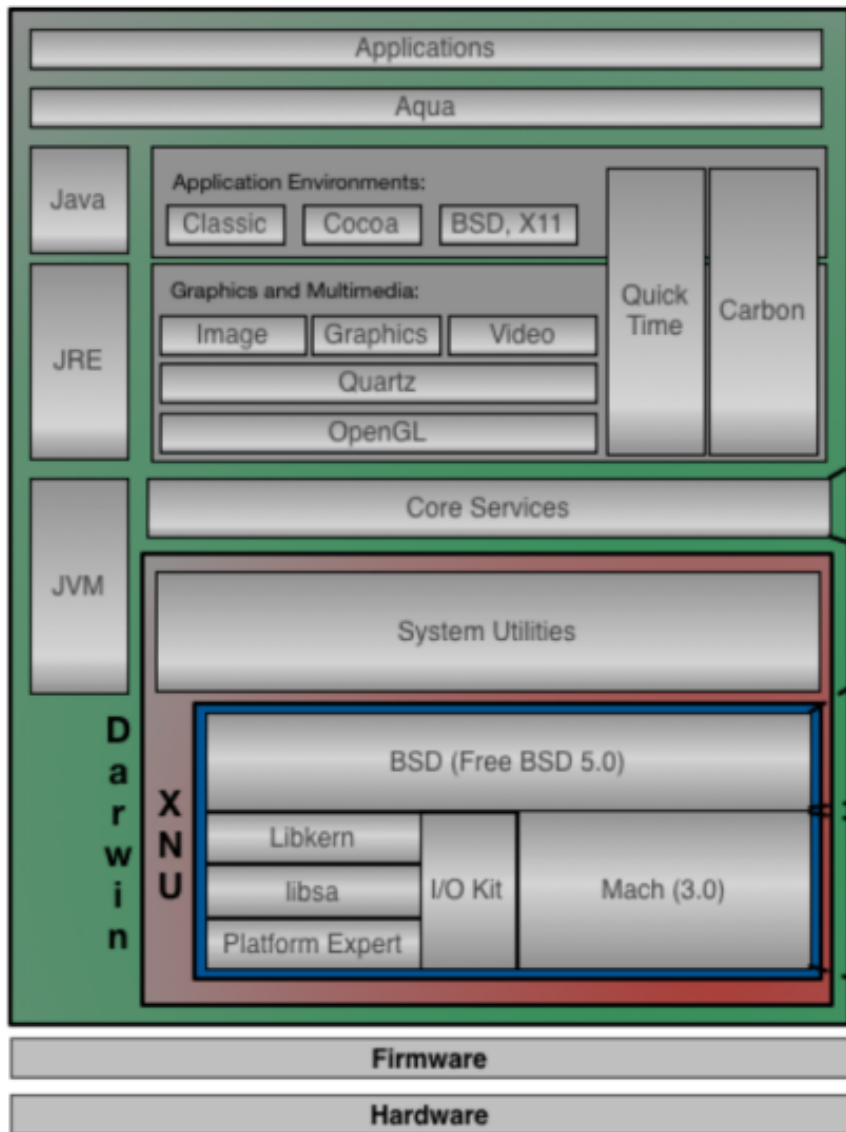 Applications
Aqua
Java
Application Environments:
Classic
Cocoa
BSD, X11
JRE
Graphics and Multimedia:
Image
Graphics
Video
Quartz
OpenGL
Quick
Time
Carbon
JVM
Core Services
System Utilities
Darwin
XNU
BSD (Free BSD 5.0)
Libkern
libsa
Platform Expert
I/O Kit
Mach (3.0)
Firmware
Hardware